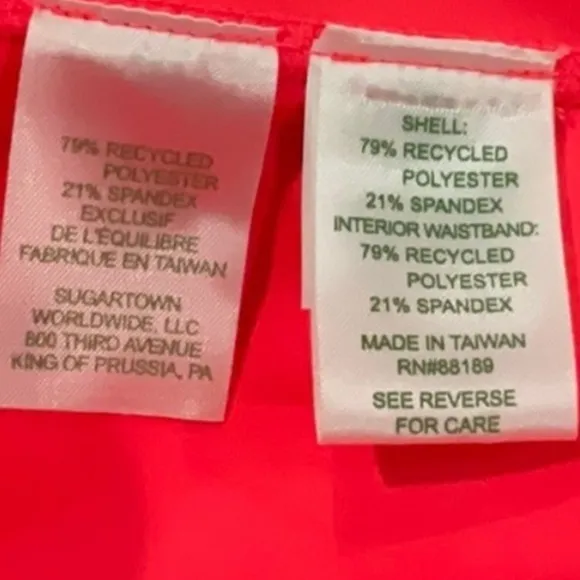 79% RECYCLED
POLYESTER
21% SPANDEX
EXCLUSIF
DE L'ÉQUILIBRE
FABRIQUE EN TAIWAN
SUGARTOWN
WORLDWIDE, LLC
800 THIRD AVENUE
KING OF PRUSSIA, PA
SHELL:
79% RECYCLED
POLYESTER
21% SPANDEX
INTERIOR WAISTBAND:
79% RECYCLED
POLYESTER
21% SPANDEX
MADE IN TAIWAN
RN#88189
SEE REVERSE
FOR CARE